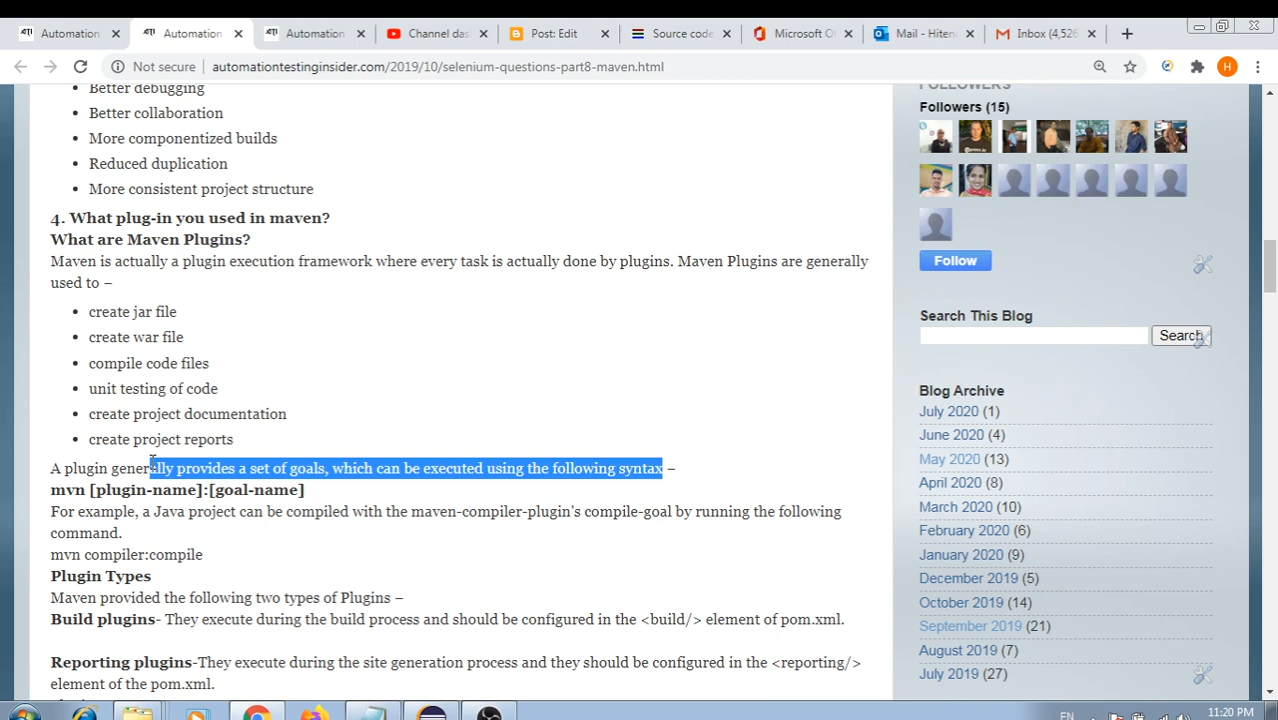 Automation
Automation
Automation
Channel das
Post: Edit
Source code
Microsoft Of
Mail - Hiten
Inbox (4,526
Not secure
automationtestinginsider.com/2019/10/selenium-questions-part8-maven.html
H
Better debugging
Better collaboration
More componentized builds
Reduced duplication
More consistent project structure
4. What plug-in you used in maven?
What are Maven Plugins?
Maven is actually a plugin execution framework where every task is actually done by plugins. Maven Plugins are generally
used to –
create jar file
create war file
compile code files
unit testing of code
create project documentation
create project reports
A plugin generally provides a set of goals, which can be executed using the following syntax –
mvn [plugin-name]:[goal-name]
For example, a Java project can be compiled with the maven-compiler-plugin's compile-goal by running the following
command.
mvn compiler:compile
Plugin Types
Maven provided the following two types of Plugins –
Build plugins- They execute during the build process and should be configured in the <build/> element of pom.xml.
Reporting plugins-They execute during the site generation process and they should be configured in the <reporting/>
element of the pom.xml.
FOLLOWERS
Followers (15)
Follow
Search This Blog
Search
Blog Archive
July 2020 (1)
June 2020 (4)
May 2020 (13)
April 2020 (8)
March 2020 (10)
February 2020 (6)
January 2020 (9)
December 2019 (5)
October 2019 (14)
September 2019 (21)
August 2019 (7)
July 2019 (27)
EN
11:20 PM